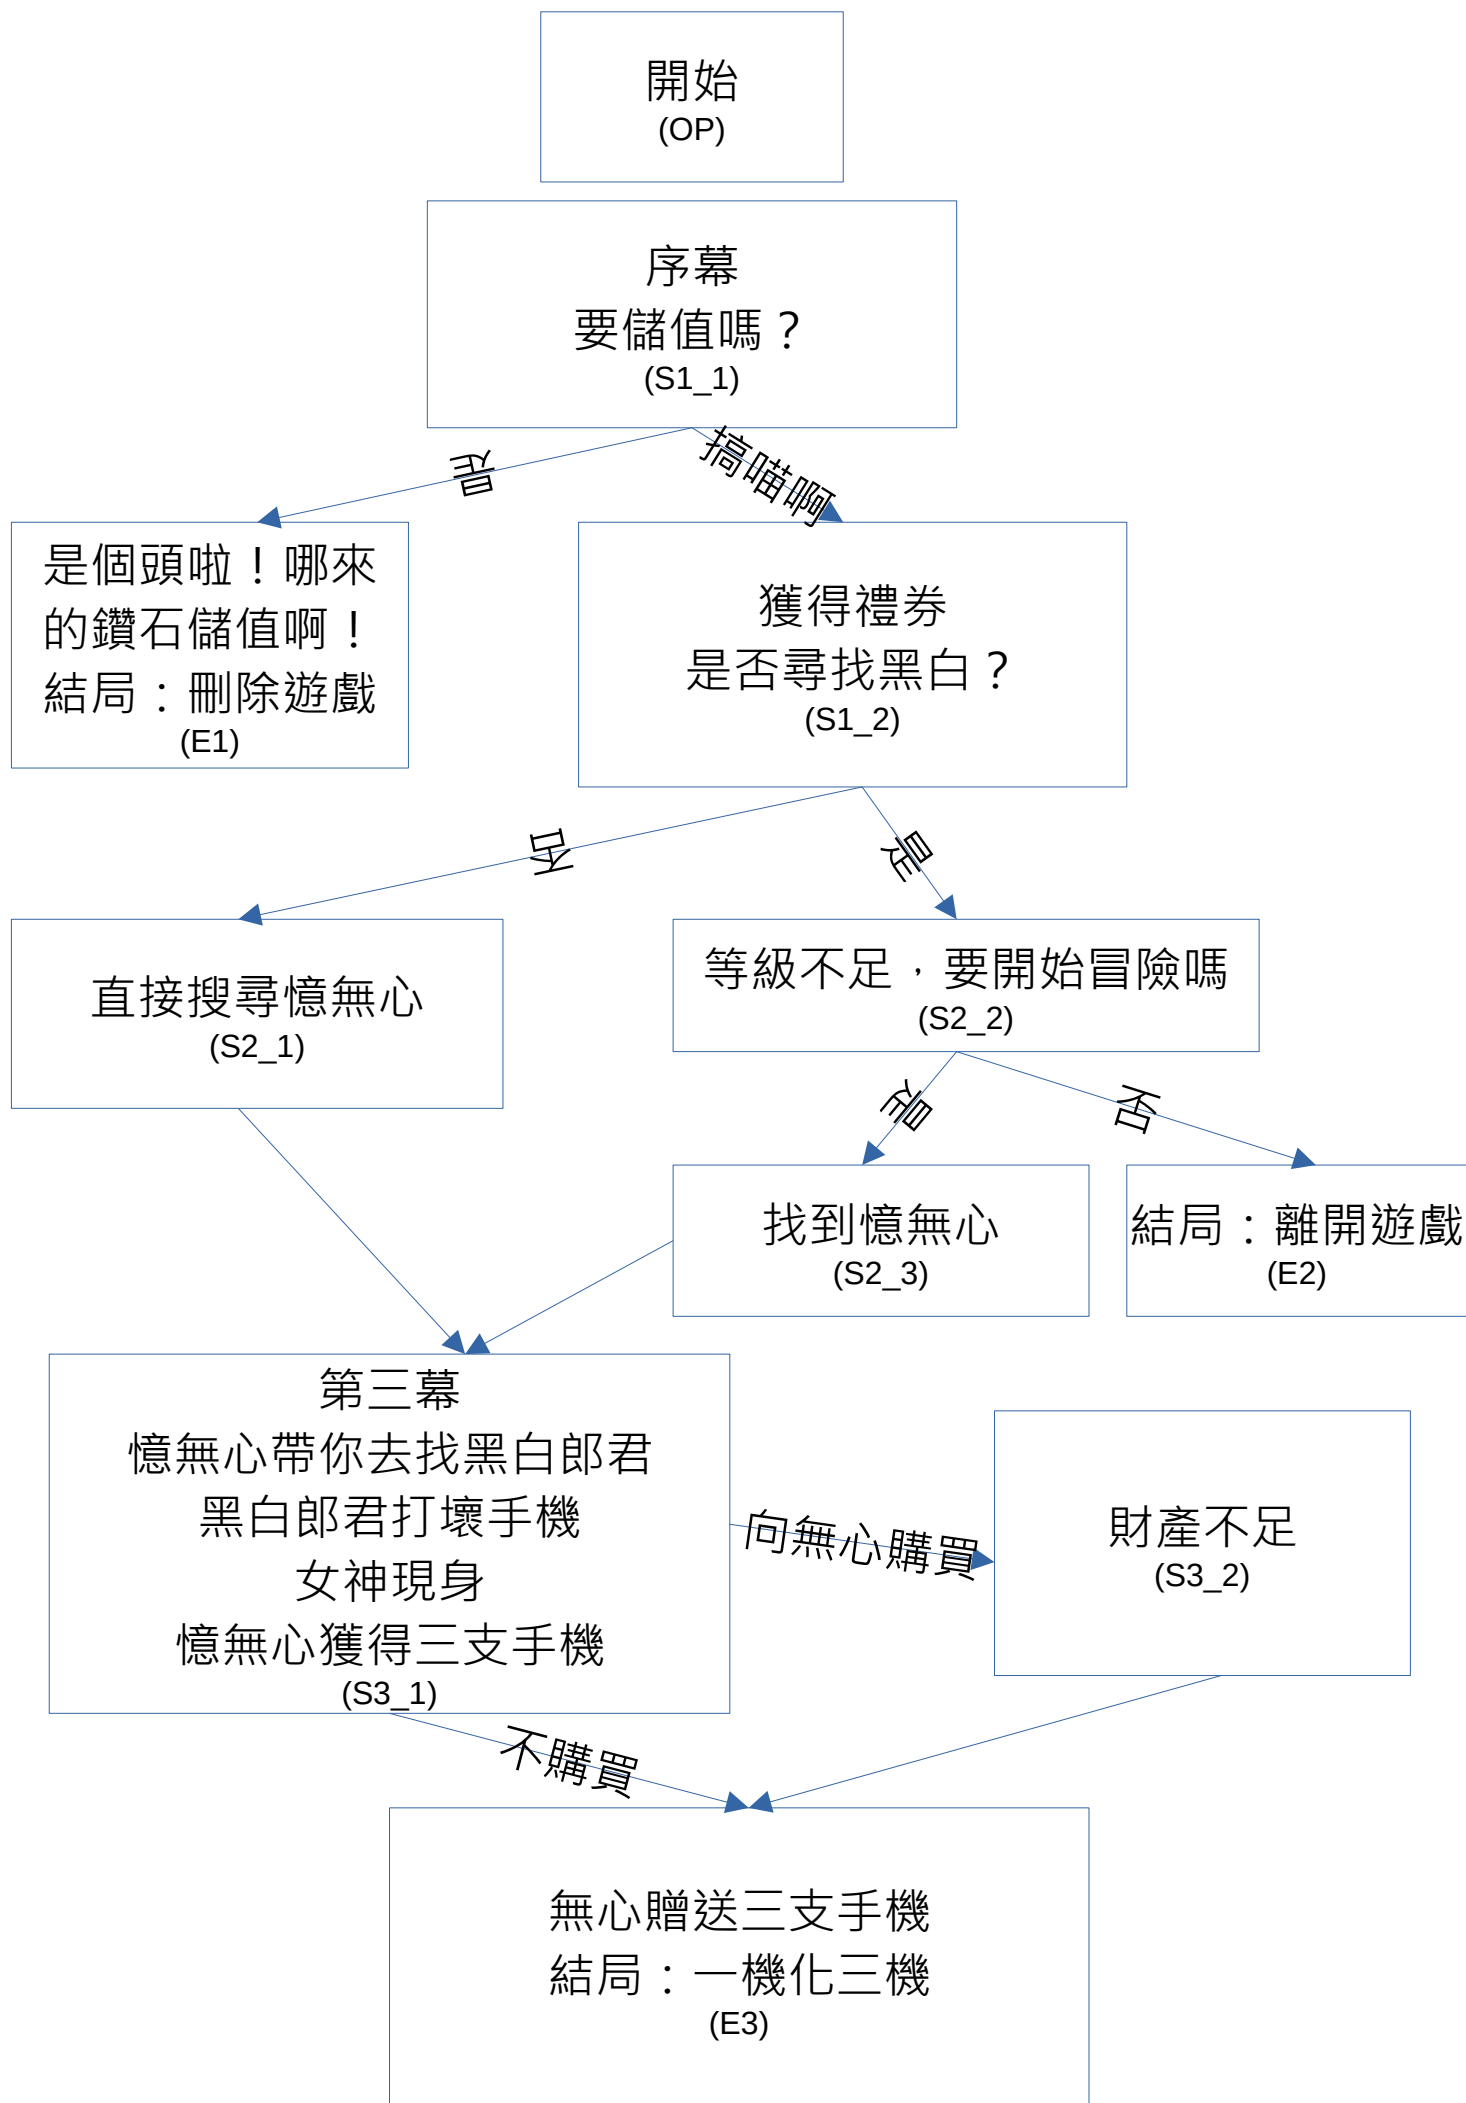 開始
(OP)
序幕
要儲值嗎？
(S1_1)
是
搞喵啊
是個頭啦！哪來
的鑽石儲值啊！
結局：刪除遊戲
(E1)
獲得禮券
是否尋找黑白？
(S1_2)
否
是
直接搜尋憶無心
(S2_1)
等級不足，要開始冒險嗎
(S2_2)
是
否
找到憶無心
(S2_3)
結局：離開遊戲
(E2)
第三幕
憶無心帶你去找黑白郎君
黑白郎君打壞手機
女神現身
憶無心獲得三支手機
(S3_1)
向無心購買
財產不足
(S3_2)
不購買
無心贈送三支手機
結局：一機化三機
(E3)